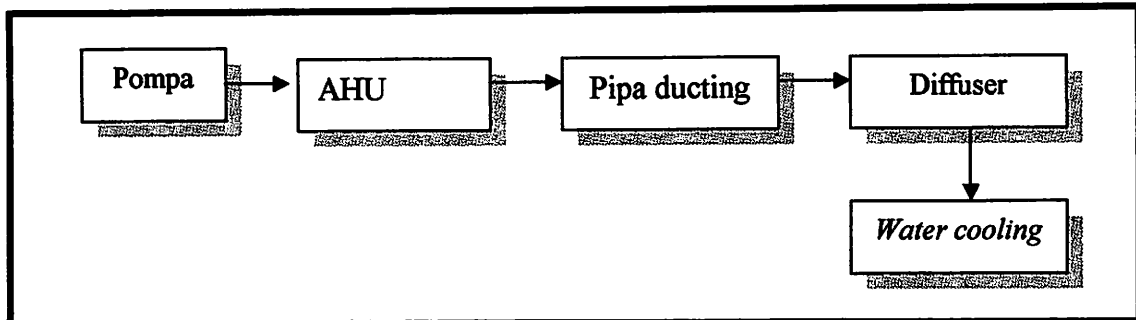 Pompa
AHU
Pipa ducting
Diffuser
Water cooling